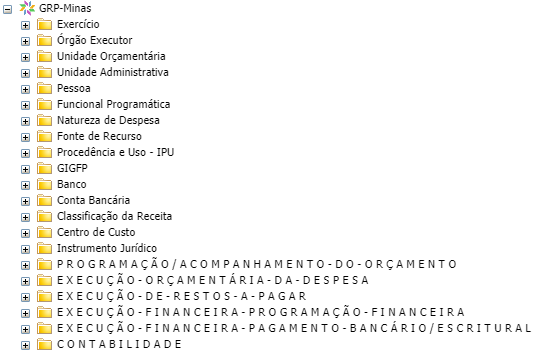 GRP-Minas
Exercício
Órgão Executor
Unidade Orçamentária
Unidade Administrativa
Pessoa
Funcional Programática
Natureza de Despesa
Fonte de Recurso
Procedência e Uso - IPU
GIGFP
Banco
Conta Bancária
Classificação da Receita
Centro de Custo
Instrumento Jurídico
P R O G R A M A Ç Ã O / A C O M P A N H A M E N T O - D O - O R Ç A M E N T O
E X E C U Ç Ã O - O R Ç A M E N T Á R I A - D A - D E S P E S A
E X E C U Ç Ã O - D E - R E S T O S - A - P A G A R
E X E C U Ç Ã O - F I N A N C E I R A - P R O G R A M A Ç Ã O - F I N A N C E I R A
E X E C U Ç Ã O - F I N A N C E I R A - P A G A M E N T O - B A N C Á R I O / E S C R I T U R A L
C O N T A B I L I D A D E